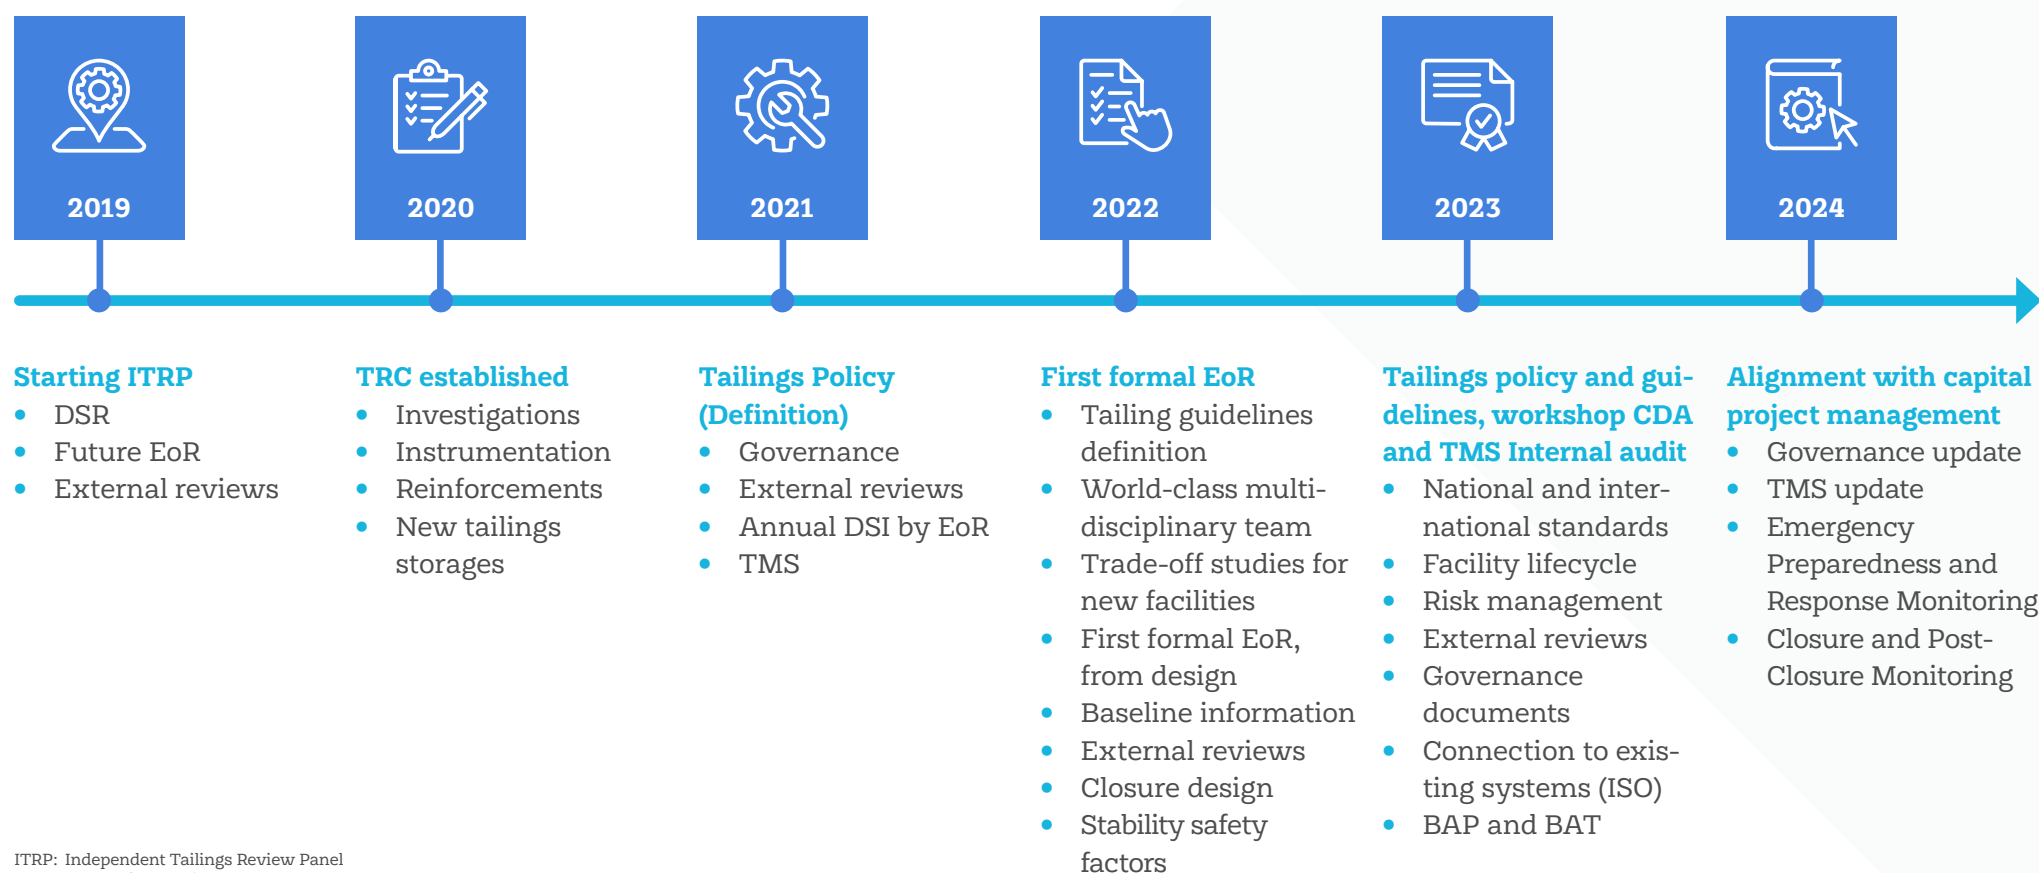 2019
2020
2021
2022
2023
2024
Starting ITRP
• DSR
• Future EoR
• External reviews
TRC established
• Investigations
• Instrumentation
• Reinforcements
• New tailings
storages
Tailings Policy
(Definition)
• Governance
• External reviews
• Annual DSI by EoR
• TMS
First formal EoR
• Tailing guidelines
definition
• World-class multi-
disciplinary team
• Trade-off studies for
new facilities
• First formal EoR,
from design
• Baseline information
• External reviews
• Closure design
• Stability safety
factors
Tailings policy and gui-
delines, workshop CDA
and TMS Internal audit
• National and inter-
national standards
• Facility lifecycle
• Risk management
• External reviews
• Governance
documents
• Connection to exis-
ting systems (ISO)
• BAP and BAT
Alignment with capital
project management
• Governance update
• TMS update
• Emergency
Preparedness and
Response Monitoring
• Closure and Post-
Closure Monitoring
ITRP: Independent Tailings Review Panel